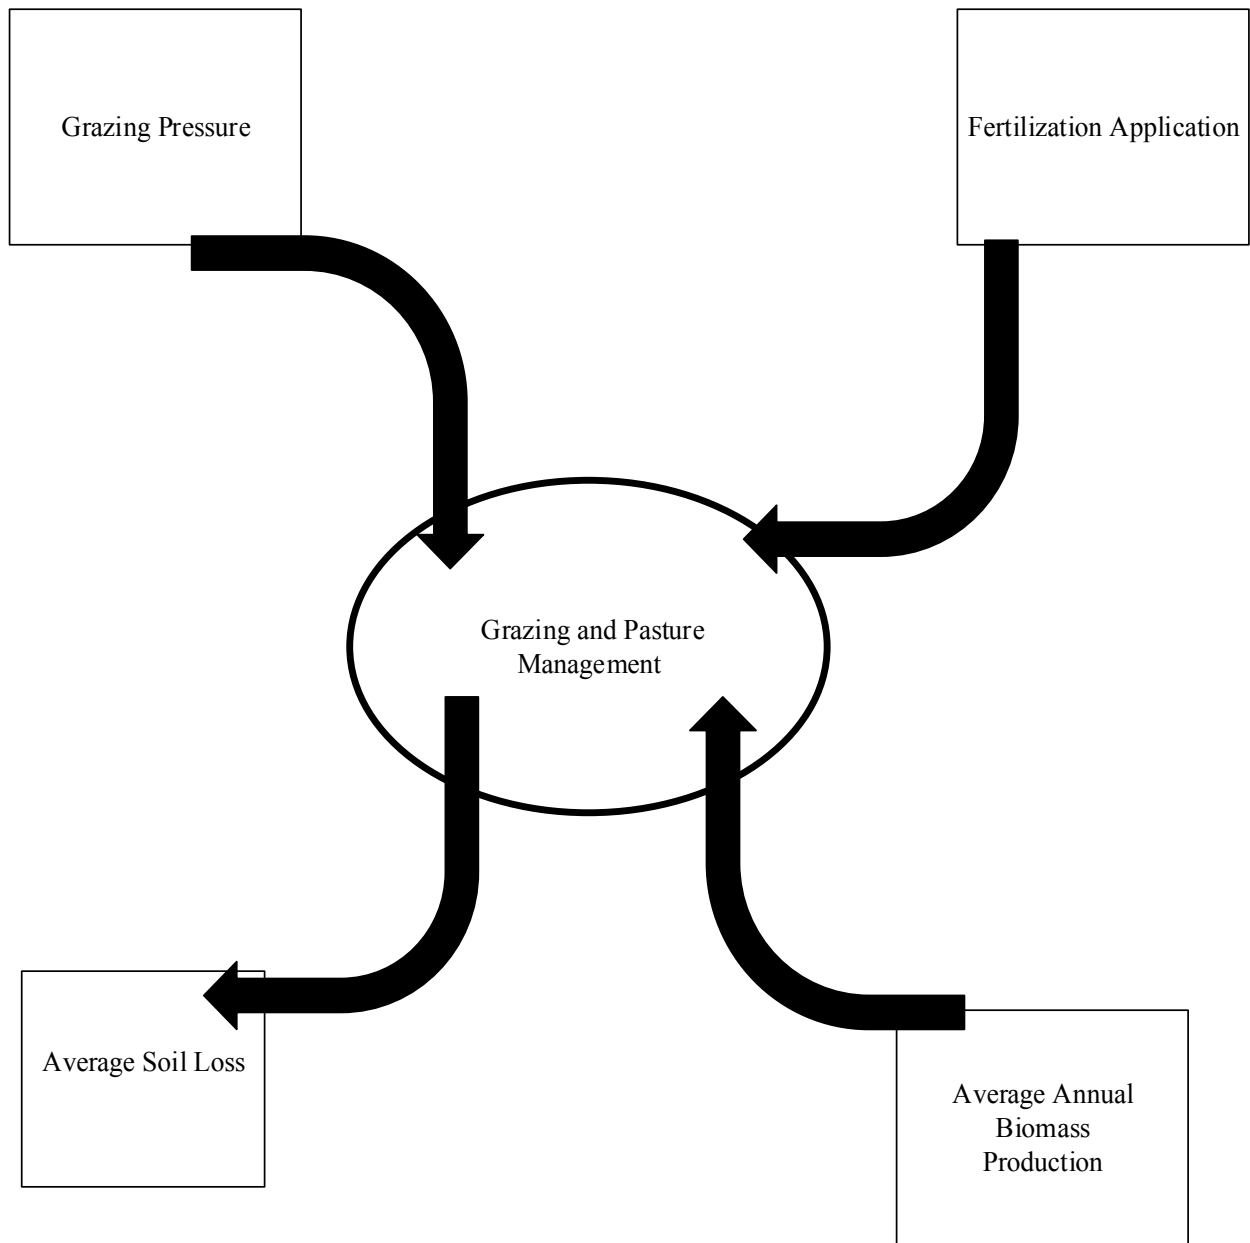 Grazing Pressure
Fertilization Application
Grazing and Pasture
Management
Average Soil Loss
Average Annual
Biomass
Production